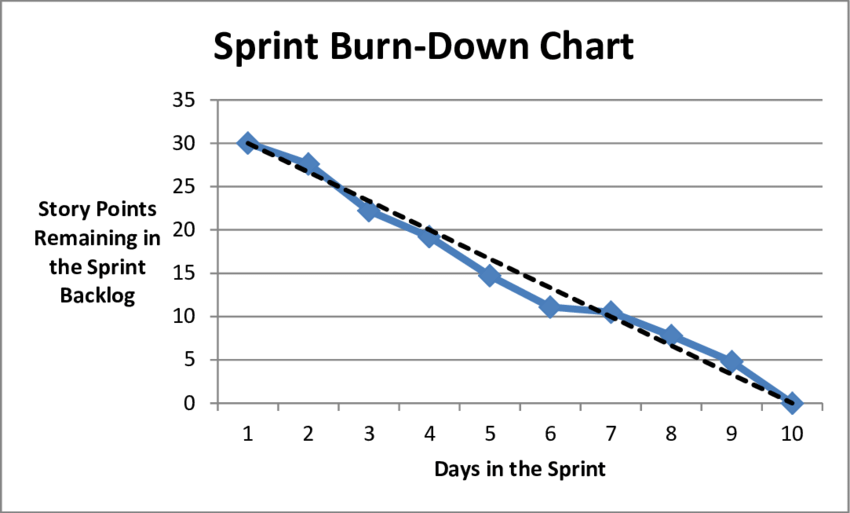 Sprint Burn-Down Chart
35
30
25
20
15
10
5
0
Story Points
Remaining in
the Sprint
Backlog
1 2 3 4 5 6 7 8 9 10
Days in the Sprint